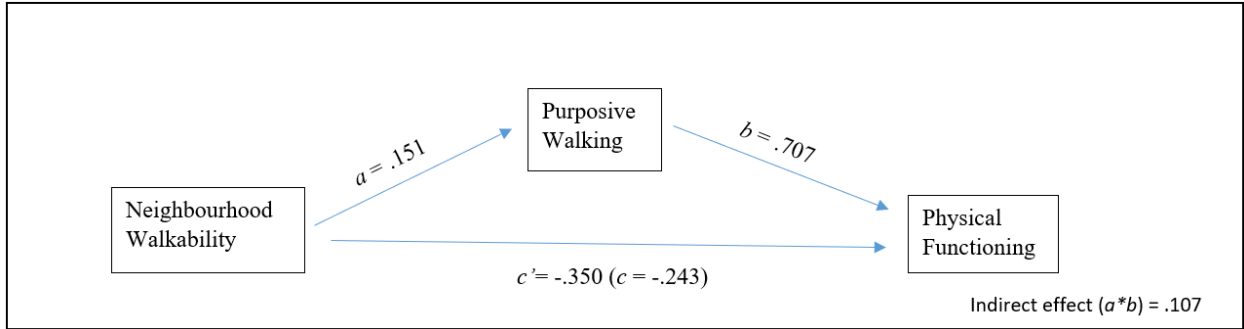 Purposive
Walking
a = .151
b = .707
Neighbourhood
Walkability
Physical
Functioning
c’= -.350 (c = -.243)
Indirect effect (a*b) = .107